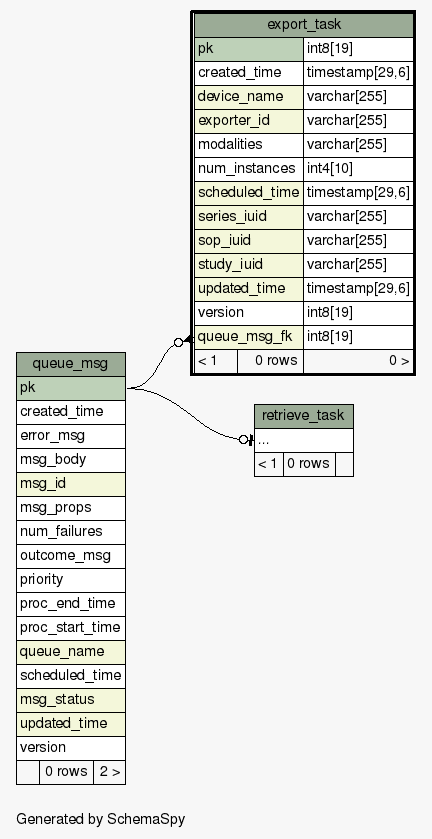 export_task
pk int8[19]
created_time timestamp[29,6]
device_name varchar[255]
exporter_id varchar[255]
modalities varchar[255]
num_instances int4[10]
scheduled_time timestamp[29,6]
series_iuid varchar[255]
sop_iuid varchar[255]
study_iuid varchar[255]
updated_time timestamp[29,6]
version int8[19]
queue_msg_fk int8[19]
< 1 0 rows 0 >
queue_msg
pk
created_time
error_msg
msg_body
msg_id
msg_props
num_failures
outcome_msg
priority
proc_end_time
proc_start_time
queue_name
scheduled_time
msg_status
updated_time
version
0 rows 2 >
retrieve_task
...
< 1 0 rows
Generated by SchemaSpy